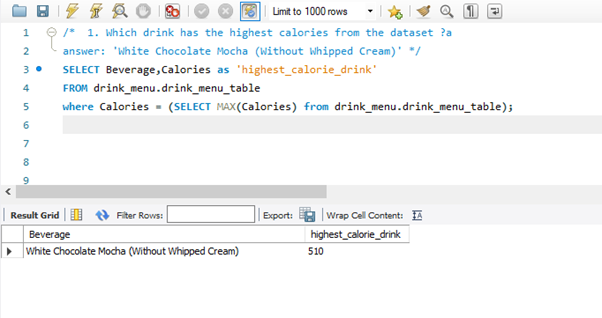 Limit to 1000 rows
1 /* 1. Which drink has the highest calories from the dataset ?a
2 answer: 'White Chocolate Mocha (Without Whipped Cream)' */
3 SELECT Beverage,Calories as 'highest_calorie_drink'
4 FROM drink_menu.drink_menu_table
5 where Calories = (SELECT MAX(Calories) from drink_menu.drink_menu_table);
6
7
8
9
Result Grid Filter Rows: Export: Wrap Cell Content:
Beverage highest_calorie_drink
White Chocolate Mocha (Without Whipped Cream) 510